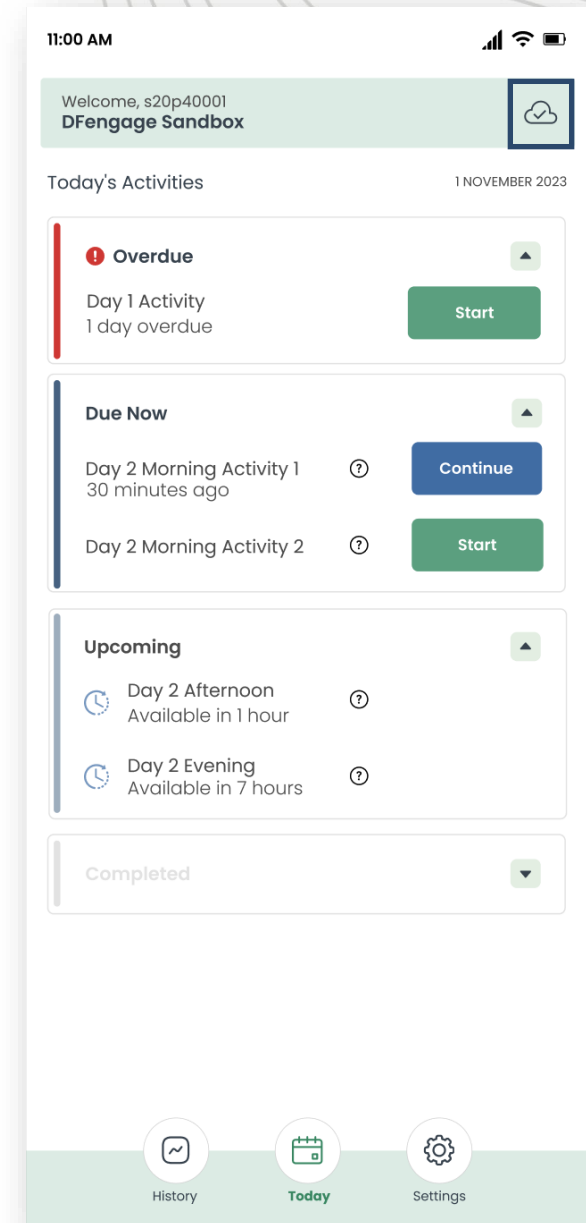 11:00 AM
Welcome, s20p40001
DFengage Sandbox
Today's Activities
1 NOVEMBER 2023
Overdue
Day 1 Activity
1 day overdue
Start
Due Now
Day 2 Morning Activity 1
30 minutes ago
Continue
Day 2 Morning Activity 2
Start
Upcoming
Day 2 Afternoon
Available in 1 hour
Day 2 Evening
Available in 7 hours
Completed
History
Today
Settings